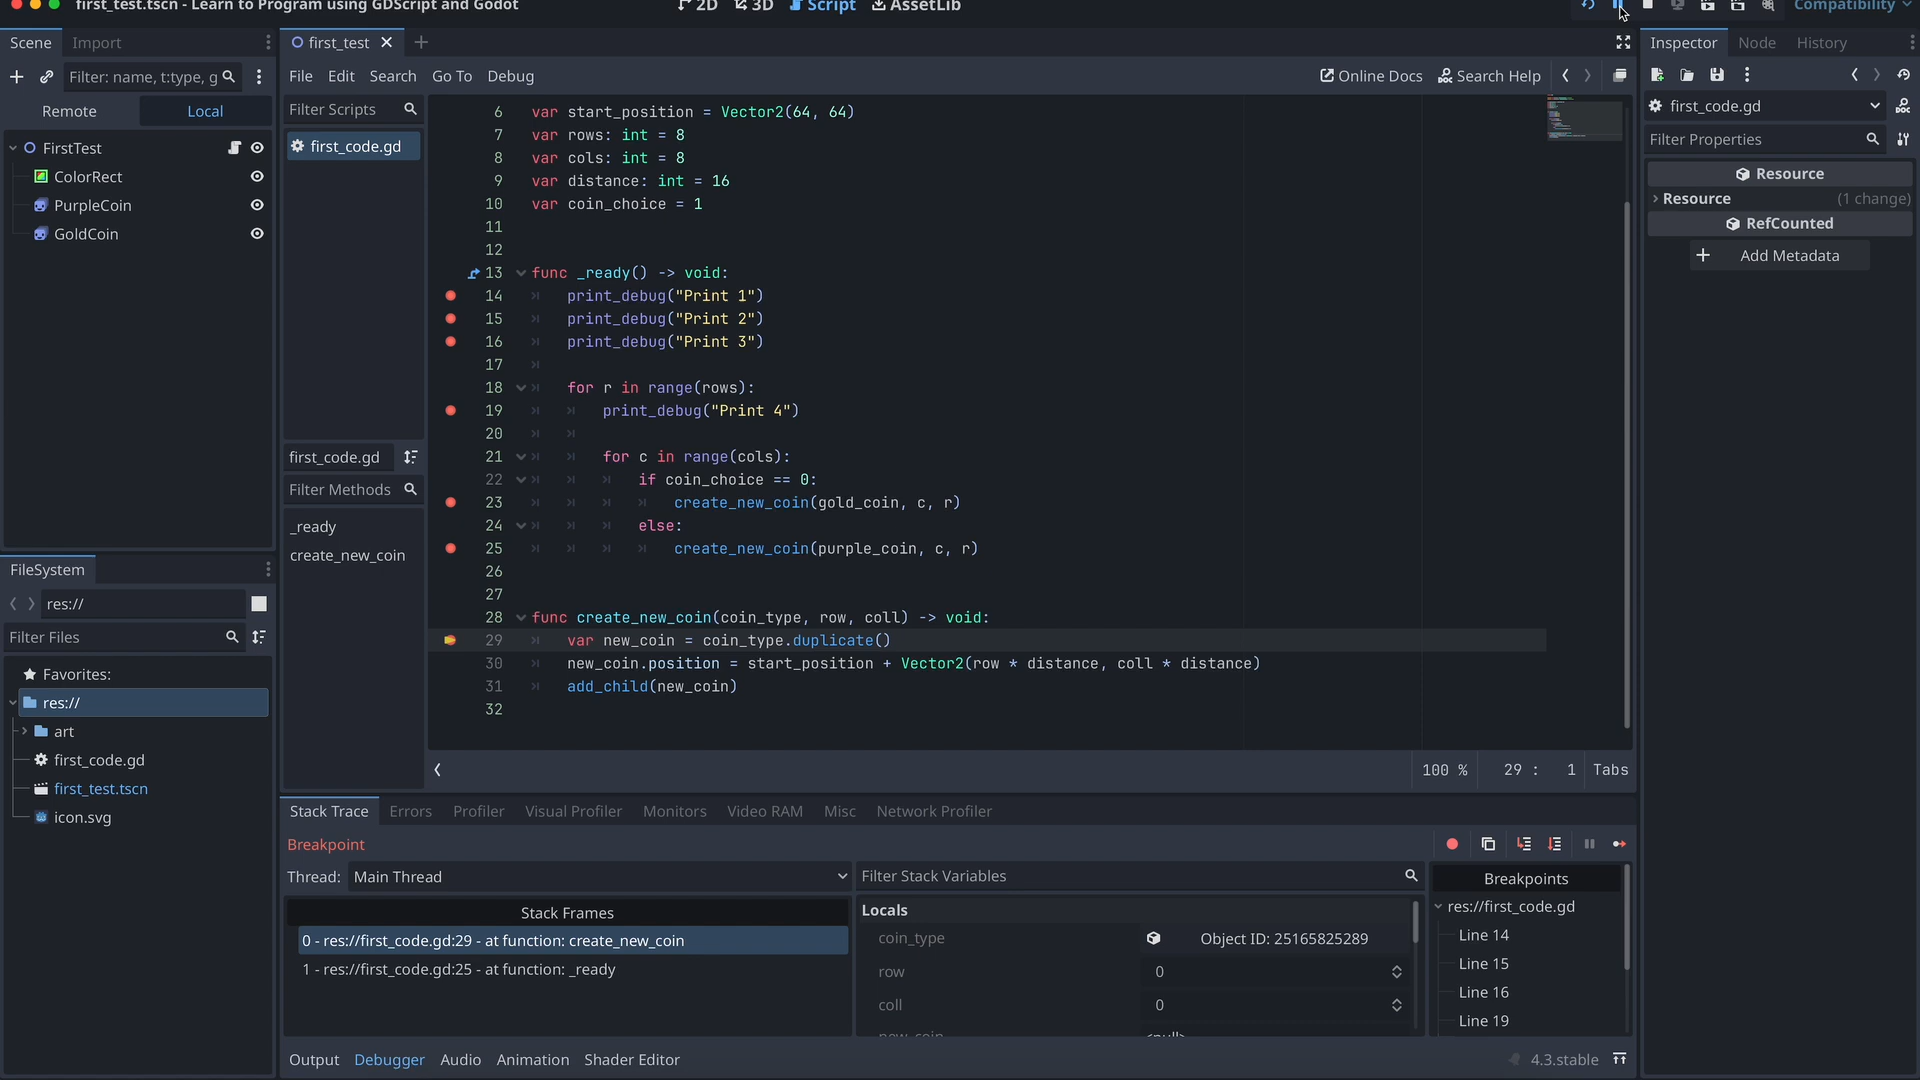 first_test.tscn - Learn to Program using GDScript and Godot
2D 3D Script AssetLib
Compatibility
Scene Import
Filter: name, t:type, g
Remote Local
FirstTest
ColorRect
PurpleCoin
GoldCoin
FileSystem
res://
Filter Files
Favorites:
res://
art
first_code.gd
first_test.tscn
icon.svg
first_test
File Edit Search Go To Debug
Online Docs Search Help
Filter Scripts
first_code.gd
first_code.gd
Filter Methods
_ready
create_new_coin
6 var start_position = Vector2(64, 64)
7 var rows: int = 8
8 var cols: int = 8
9 var distance: int = 16
10 var coin_choice = 1
11
12
13 func _ready() -> void:
14 print_debug("Print 1")
15 print_debug("Print 2")
16 print_debug("Print 3")
17
18 for r in range(rows):
19 print_debug("Print 4")
20
21 for c in range(cols):
22 if coin_choice == 0:
23 create_new_coin(gold_coin, c, r)
24 else:
25 create_new_coin(purple_coin, c, r)
26
27
28 func create_new_coin(coin_type, row, coll) -> void:
29 var new_coin = coin_type.duplicate()
30 new_coin.position = start_position + Vector2(row * distance, coll * distance)
31 add_child(new_coin)
32
100 % 29 : 1 Tabs
Stack Trace Errors Profiler Visual Profiler Monitors Video RAM Misc Network Profiler
Breakpoint
Thread: Main Thread
Stack Frames
0 - res://first_code.gd:29 - at function: create_new_coin
1 - res://first_code.gd:25 - at function: _ready
Filter Stack Variables
Locals
coin_type Object ID: 25165825289
row 0
coll 0
new_coin <null>
Breakpoints
res://first_code.gd
Line 14
Line 15
Line 16
Line 19
Output Debugger Audio Animation Shader Editor
4.3.stable
Inspector Node History
first_code.gd
Filter Properties
Resource
Resource (1 change)
RefCounted
Add Metadata